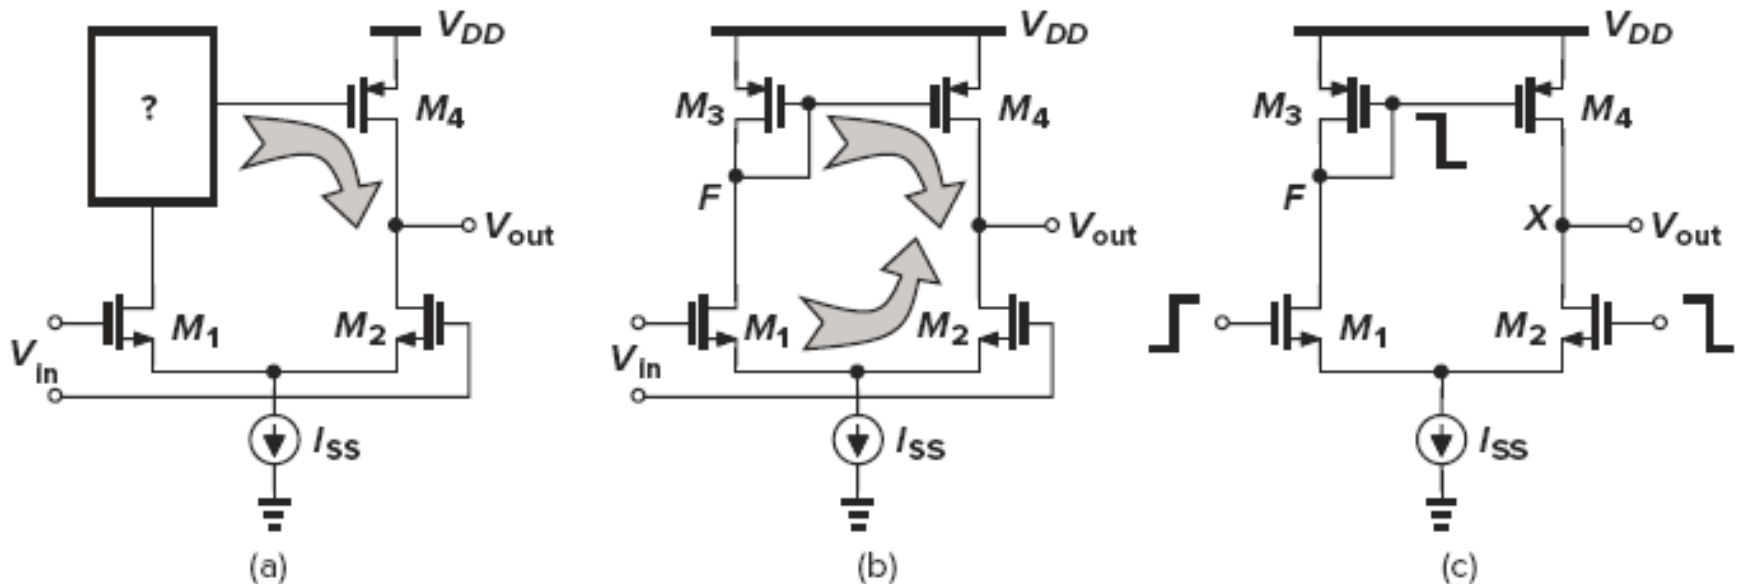 V_DD
?
M_4
V_out
M_1
M_2
V_in
I_SS
(a)
V_DD
M_3
M_4
F
V_out
M_1
M_2
V_in
I_SS
(b)
V_DD
M_3
M_4
F
X
V_out
M_1
M_2
I_SS
(c)